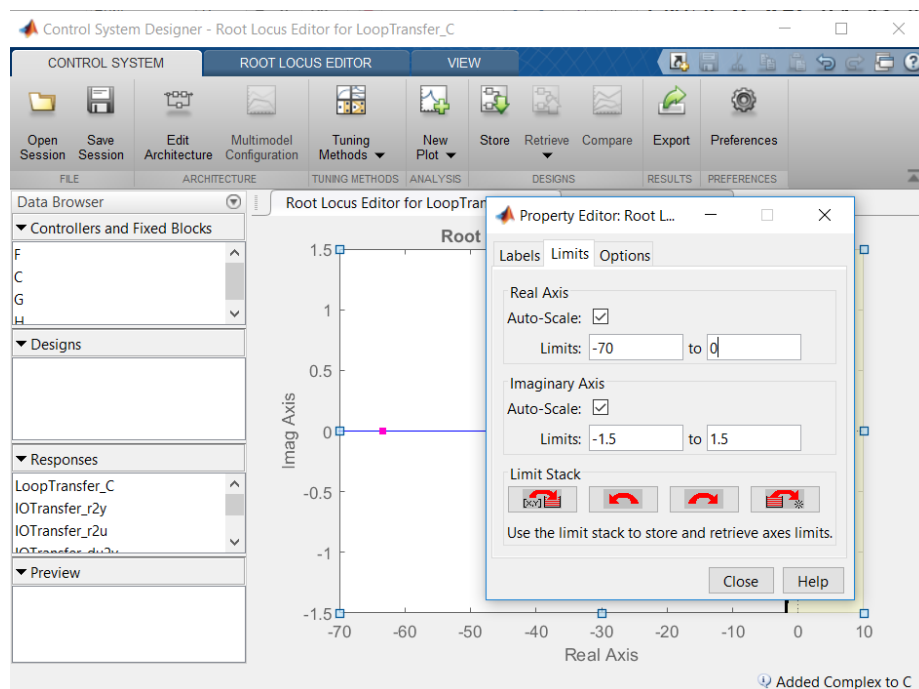 Control System Designer - Root Locus Editor for LoopTransfer_C
CONTROL SYSTEM ROOT LOCUS EDITOR VIEW
Open Session
Save Session
Edit Architecture
Multimodel Configuration
Tuning Methods
New Plot
Store
Retrieve
Compare
Export
Preferences
FILE ARCHITECTURE TUNING METHODS ANALYSIS DESIGNS RESULTS PREFERENCES
Data Browser
Controllers and Fixed Blocks
F
C
G
H
Designs
Responses
LoopTransfer_C
IOTransfer_r2y
IOTransfer_r2u
IOTransfer_du2y
Preview
Root Locus Editor for LoopTran
Root
1.5
1
0.5
0
-0.5
-1
-1.5
Imag Axis
-70 -60 -50 -40 -30 -20 -10 0 10
Real Axis
Property Editor: Root L...
Labels Limits Options
Real Axis
Auto-Scale:
Limits: -70 to 0
Imaginary Axis
Auto-Scale:
Limits: -1.5 to 1.5
Limit Stack
[X,Y]
Use the limit stack to store and retrieve axes limits.
Close Help
Added Complex to C